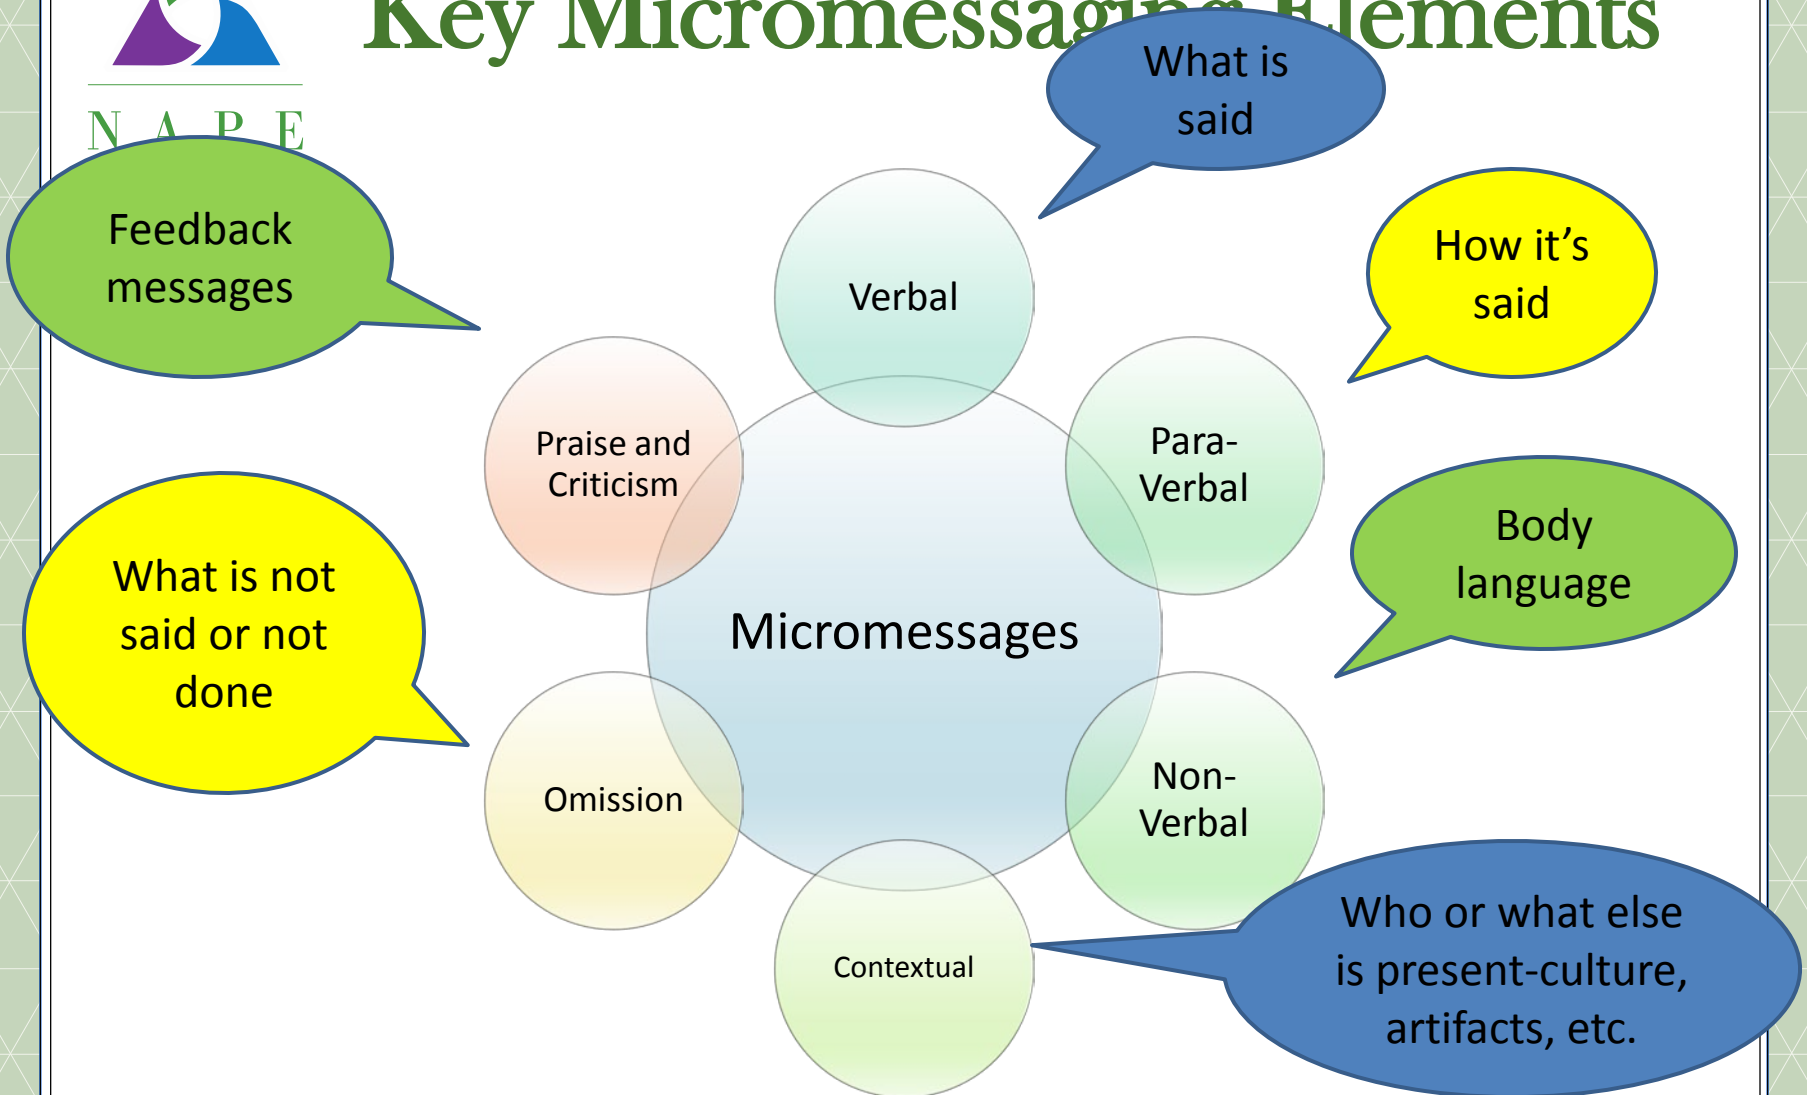 Key Micromessaging Elements
N A P E
What is
said
Feedback
messages
How it's
said
Verbal
Praise and
Criticism
Para-
Verbal
Body
language
What is not
said or not
done
Micromessages
Omission
Non-
Verbal
Contextual
Who or what else
is present-culture,
artifacts, etc.